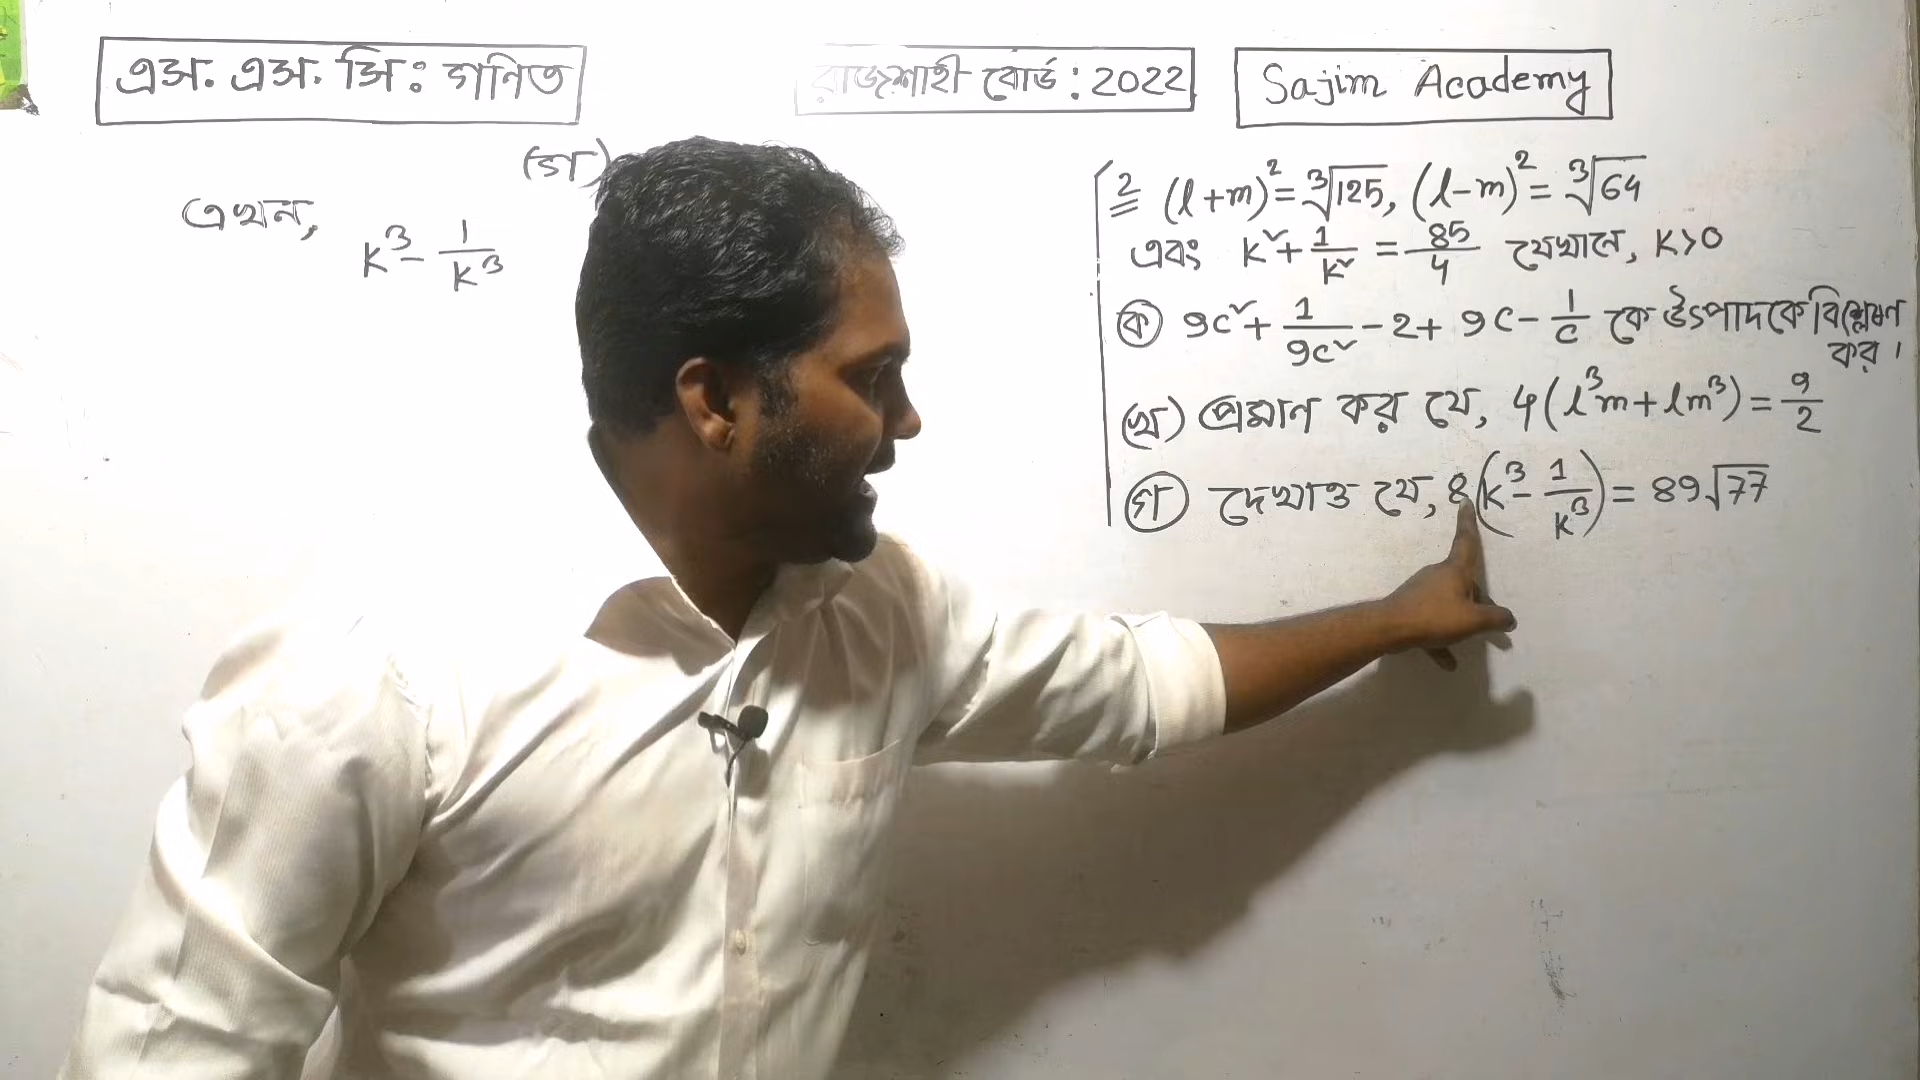 এস. এস. সি: গনিত
রাজশাহী বোর্ড : 2022
Sajim Academy
(গ)
এখন,
k³ - 1/k³
2 (l+m)² = ∛125, (l-m)² = ∛64
এবং k² + 1/k² = 85/4 যেখানে, k>0
(ক) 9c² + 1/9c² - 2 + 9c - 1/c কে উৎপাদকে বিশ্লেষণ
কর।
(খ) প্রমান কর যে, 4(l³m + lm³) = 9/2
(গ) দেখাও যে, 8(k³ - 1/k³) = 89√77